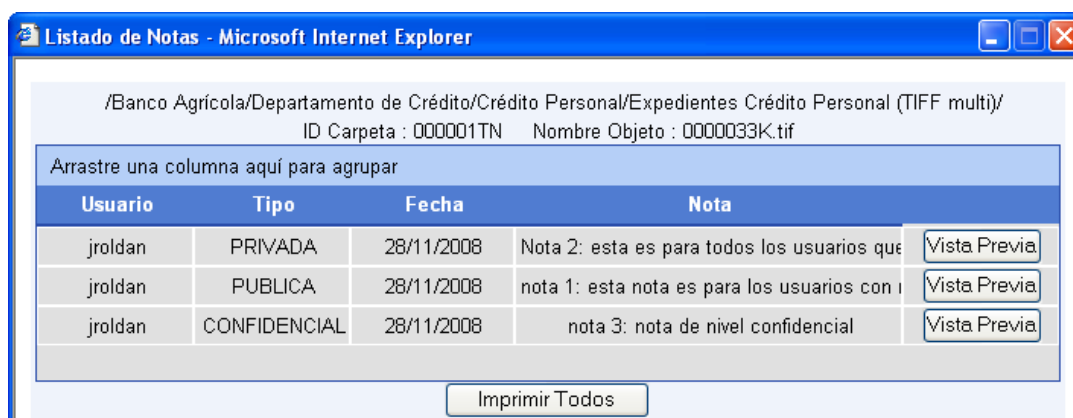 Listado de Notas - Microsoft Internet Explorer
/Banco Agrícola/Departamento de Crédito/Crédito Personal/Expedientes Crédito Personal (TIFF multi)/
ID Carpeta : 000001TN Nombre Objeto : 0000033K.tif
Arrastre una columna aquí para agrupar
Usuario Tipo Fecha Nota
jroldan PRIVADA 28/11/2008 Nota 2: esta es para todos los usuarios que Vista Previa
jroldan PUBLICA 28/11/2008 nota 1: esta nota es para los usuarios con Vista Previa
jroldan CONFIDENCIAL 28/11/2008 nota 3: nota de nivel confidencial Vista Previa
Imprimir Todos